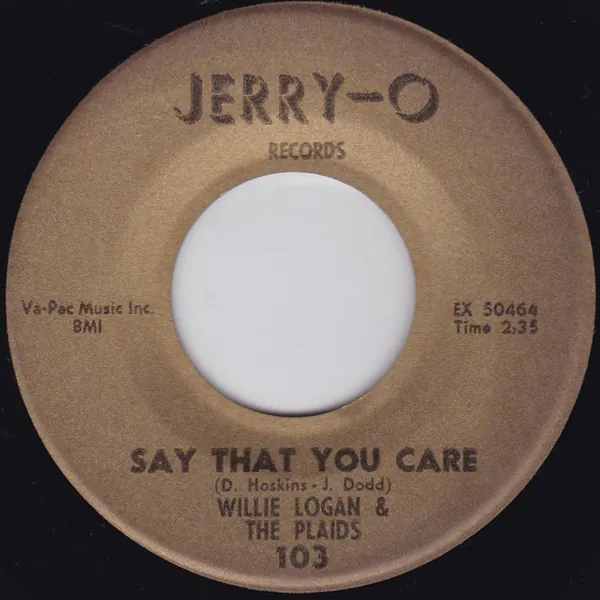 JERRY-O
RECORDS
Va-Pac Music Inc.
BMI
EX 50464
Time 2:35
SAY THAT YOU CARE
(D. Hoskins - J. Dodd)
WILLIE LOGAN &
THE PLAIDS
103